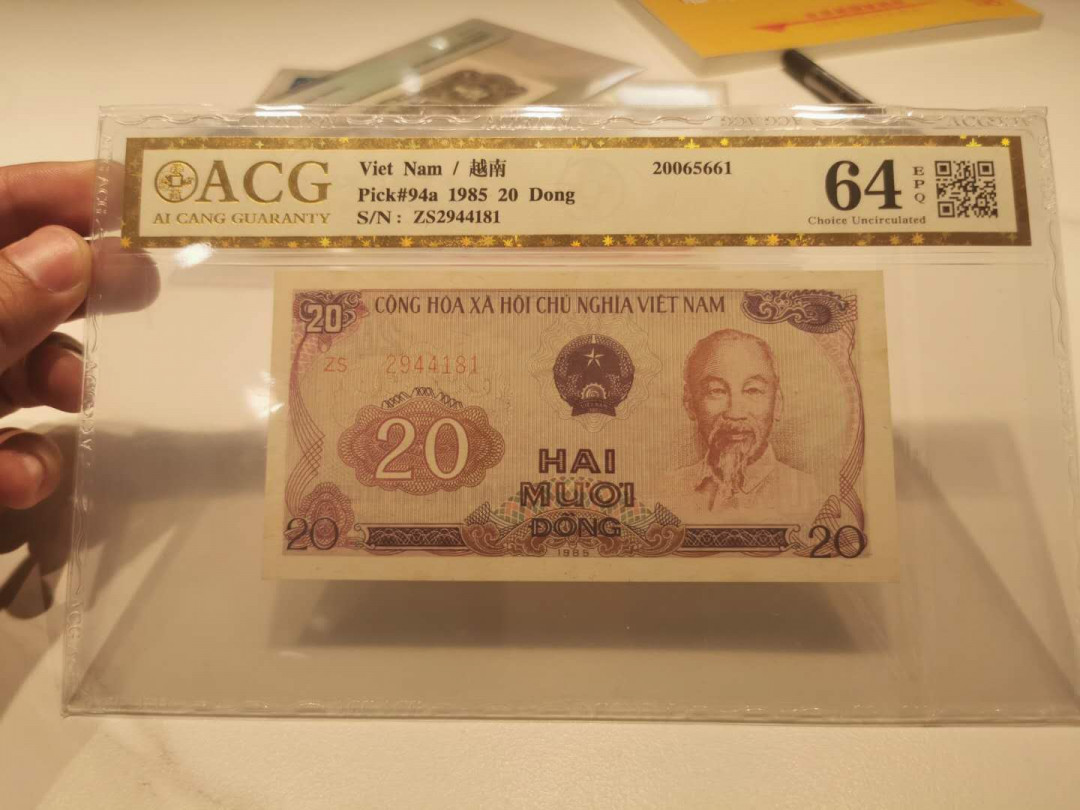 ACG
AI CANG GUARANTY
Viet Nam / 越南
Pick#94a 1985 20 Dong
S/N: ZS2944181
20065661
64
EPQ
Choice Uncirculated
20
CỘNG HÒA XÃ HỘI CHỦ NGHĨA VIỆT NAM
ZS 2944181
20
HAI
MƯƠI
ĐỒNG
20
1985
20